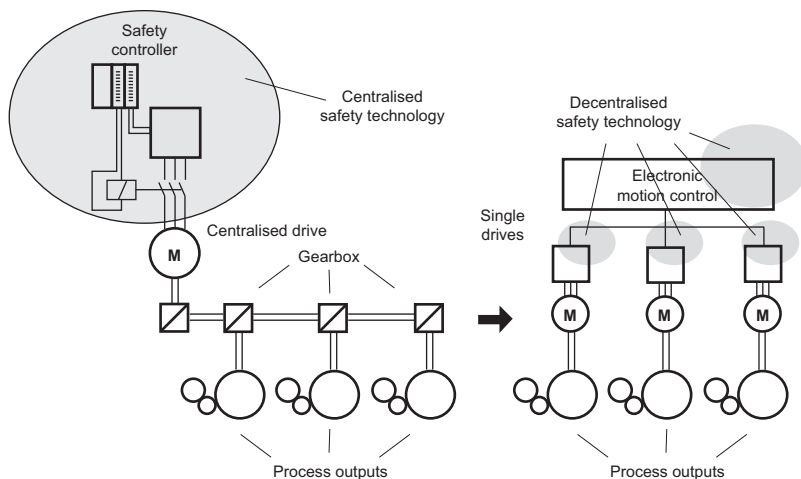 Safety
controller
Centralised
safety technology
Centralised drive
M
Gearbox
Process outputs
Decentralised
safety technology
Electronic
motion control
Single
drives
M
M
M
Process outputs